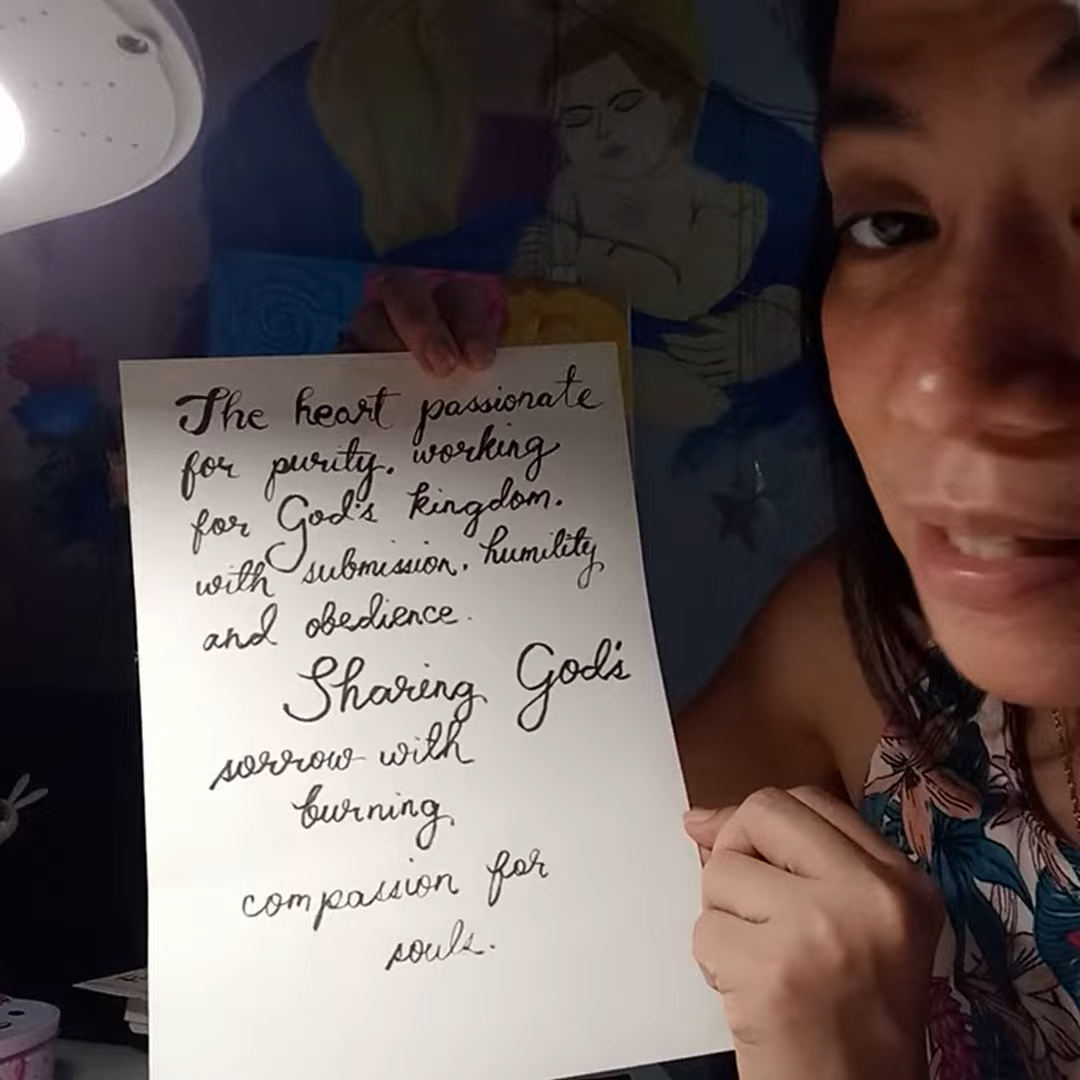 The heart passionate
for purity. working
for God's kingdom.
with submission. humility
and obedience.
Sharing God's
sorrow with
burning
compassion for
souls.